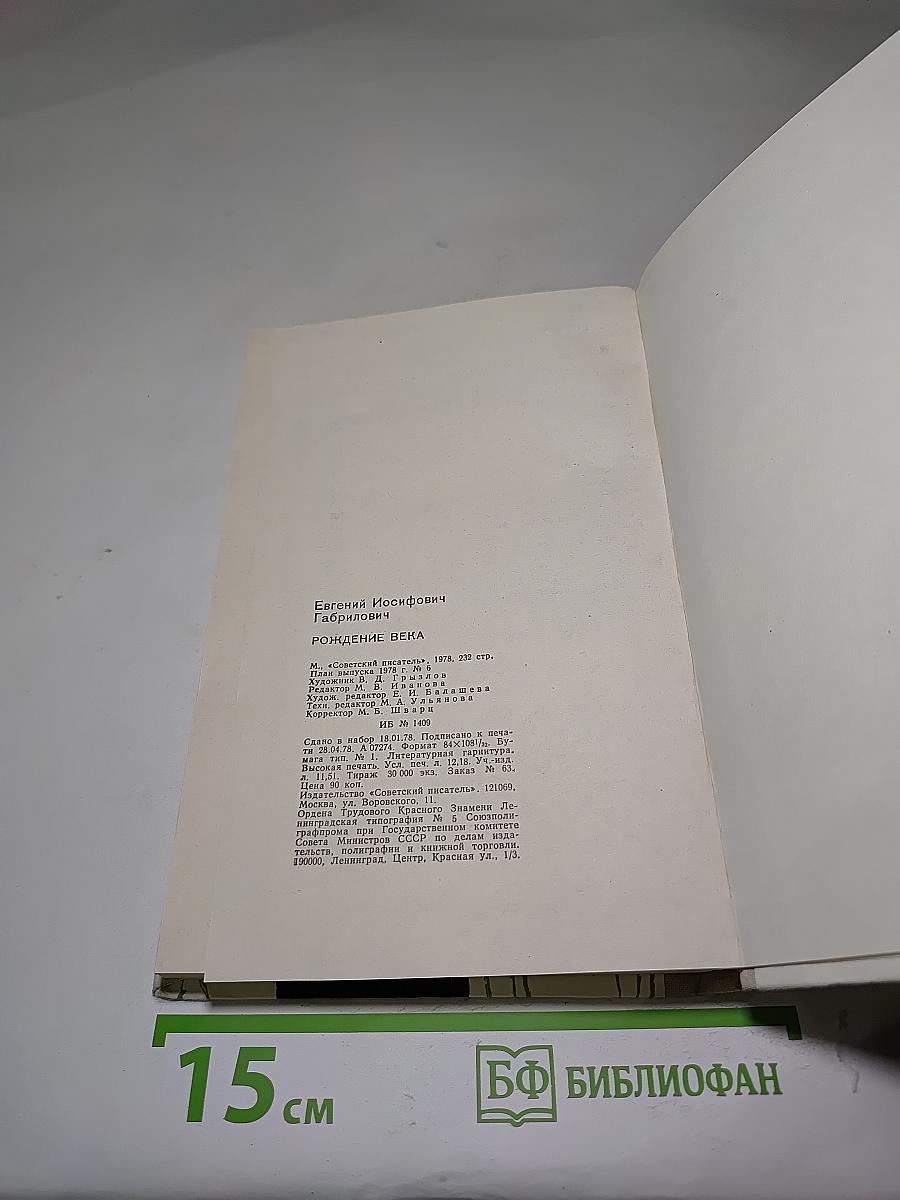 Евгений Иосифович
Габрилович
РОЖДЕНИЕ ВЕКА
М., «Советский писатель», 1978, 232 стр.
План выпуска 1978 г. № 6
Художник В. Д. Грызлов
Редактор М. В. Иванова
Худож. редактор Е. И. Балашева
Техн. редактор М. А. Ульянова
Корректор М. Б. Шварц
ИБ № 1409
Сдано в набор 18.01.78. Подписано к печа-
ти 28.04.78. А 07274. Формат 84×108¹/₃₂. Бу-
мага тип. № 1. Литературная гарнитура.
Высокая печать. Усл. печ. л. 12,18. Уч.-изд.
л. 11,51. Тираж 30 000 экз. Заказ № 63.
Цена 90 коп.
Издательство «Советский писатель». 121069,
Москва, ул. Воровского, 11.
Ордена Трудового Красного Знамени Ле-
нинградская типография № 5 Союзполи-
графпрома при Государственном комитете
Совета Министров СССР по делам изда-
тельств, полиграфии и книжной торговли.
190000, Ленинград, Центр, Красная ул., 1/3.
15 см
БФ БИБЛИОФАН